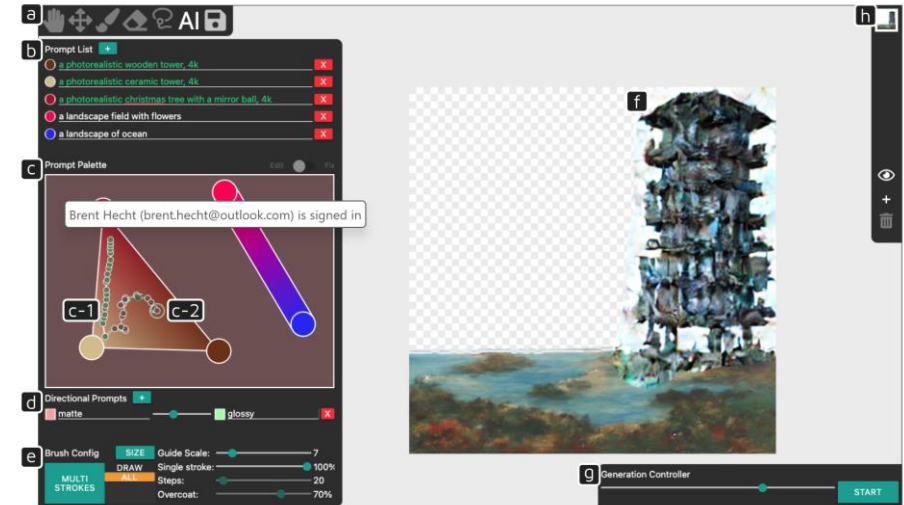 a
AI
h
b
Prompt List +
a photorealistic wooden tower, 4k X
a photorealistic ceramic tower, 4k X
a photorealistic christmas tree with a mirror ball, 4k X
a landscape field with flowers X
a landscape of ocean X
f
c
Prompt Palette Edit Fix
Brent Hecht (brent.hecht@outlook.com) is signed in
+
c-1
c-2
d
Directional Prompts +
matte glossy X
e
Brush Config SIZE Guide Scale: 7
MULTI STROKES DRAW Single stroke: 100%
ALL Steps: 20
Overcoat: 70%
g
Generation Controller
START